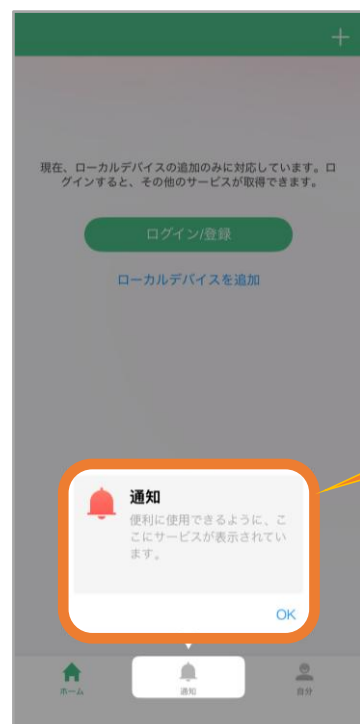 現在、ローカルデバイスの追加のみに対応しています。ロ
グインすると、その他のサービスが取得できます。
ログイン/登録
ローカルデバイスを追加
通知
便利に使用できるように、こ
こにサービスが表示されてい
ます。
OK
ホーム
通知
自分